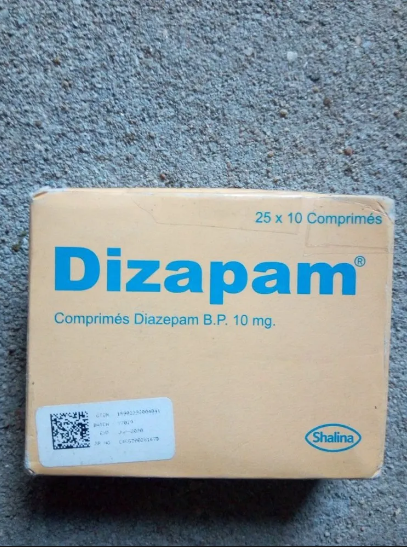 25 x 10 Comprimés
Dizapam®
Comprimés Diazepam B.P. 10 mg.
Shalina